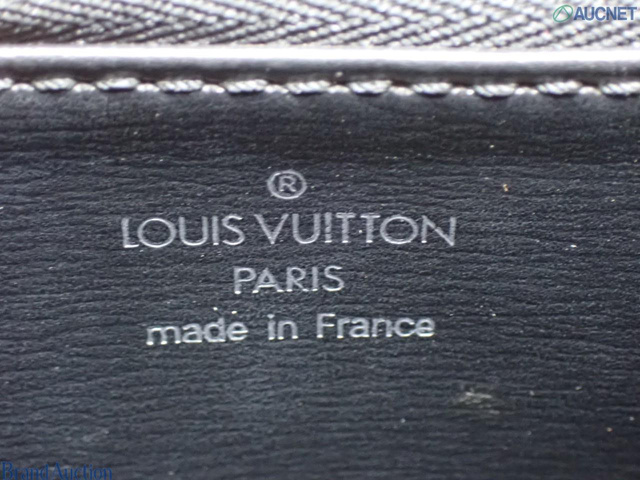 AUCNET
®
LOUIS VUITTON
PARIS
made in France
Brand Auction